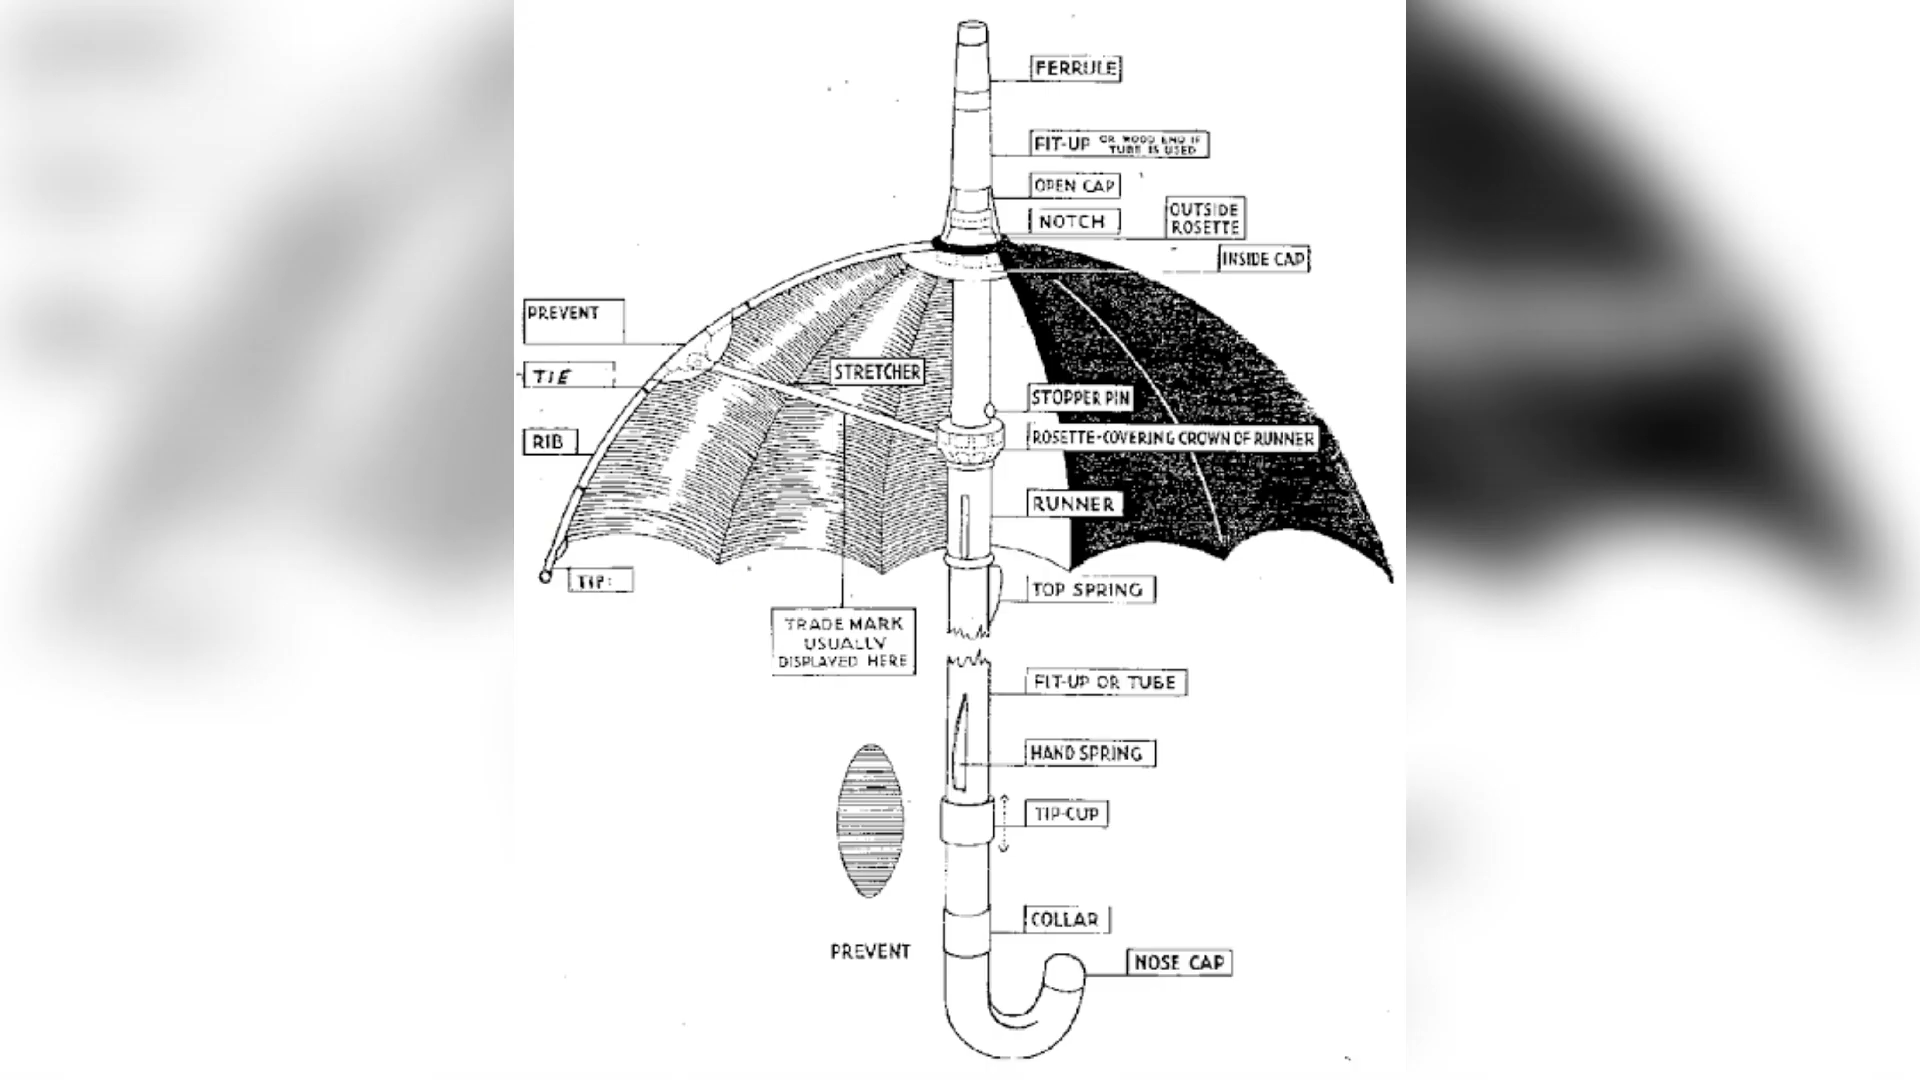 FERRULE
FIT-UP OR WOOD END IF
TUBE IS USED
OPEN CAP
NOTCH
OUTSIDE
ROSETTE
INSIDE CAP
PREVENT
TIE
STRETCHER
STOPPER PIN
RIB
ROSETTE-COVERING CROWN OF RUNNER
RUNNER
TIP:
TOP SPRING
TRADE MARK
USUALLY
DISPLAYED HERE
FIT-UP OR TUBE
HAND SPRING
TIP-CUP
COLLAR
PREVENT
NOSE CAP